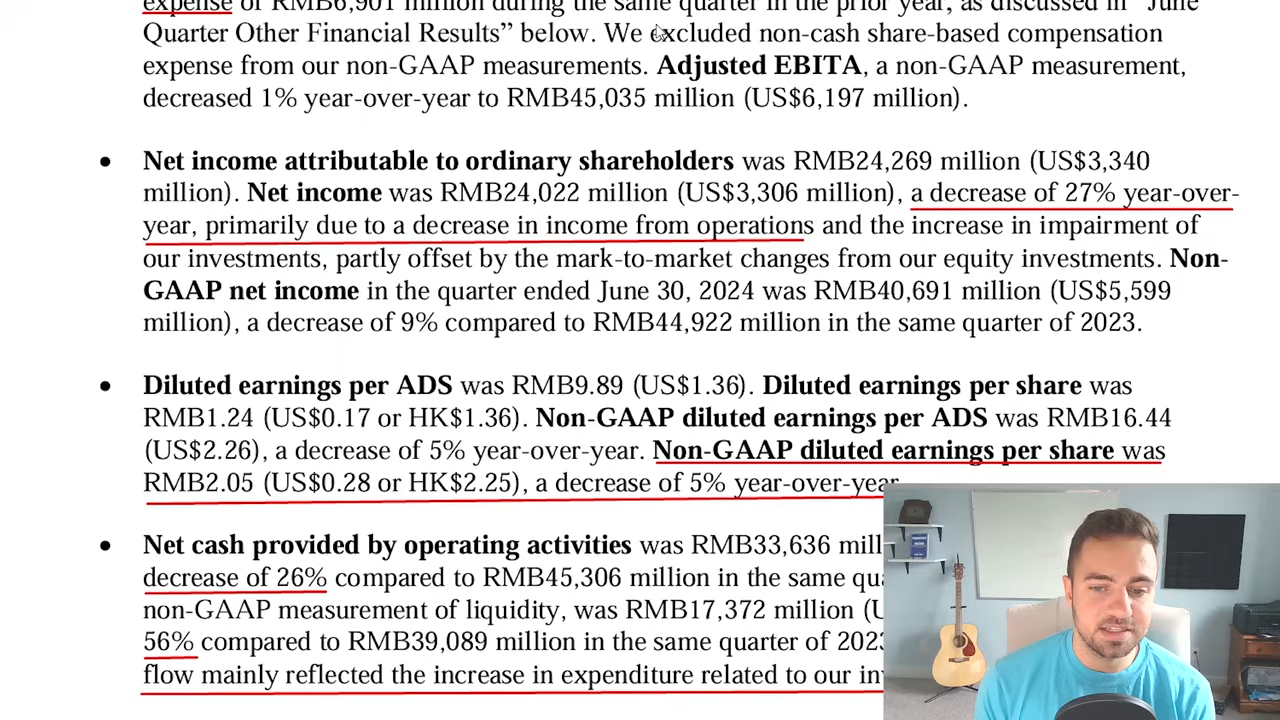 expense of RMB6,901 million during the same quarter in the prior year, as discussed in “June
Quarter Other Financial Results” below. We excluded non-cash share-based compensation
expense from our non-GAAP measurements. Adjusted EBITA, a non-GAAP measurement,
decreased 1% year-over-year to RMB45,035 million (US$6,197 million).
• Net income attributable to ordinary shareholders was RMB24,269 million (US$3,340
million). Net income was RMB24,022 million (US$3,306 million), a decrease of 27% year-over-
year, primarily due to a decrease in income from operations and the increase in impairment of
our investments, partly offset by the mark-to-market changes from our equity investments. Non-
GAAP net income in the quarter ended June 30, 2024 was RMB40,691 million (US$5,599
million), a decrease of 9% compared to RMB44,922 million in the same quarter of 2023.
• Diluted earnings per ADS was RMB9.89 (US$1.36). Diluted earnings per share was
RMB1.24 (US$0.17 or HK$1.36). Non-GAAP diluted earnings per ADS was RMB16.44
(US$2.26), a decrease of 5% year-over-year. Non-GAAP diluted earnings per share was
RMB2.05 (US$0.28 or HK$2.25), a decrease of 5% year-over-year
• Net cash provided by operating activities was RMB33,636
decrease of 26% compared to RMB45,306 million in the same
non-GAAP measurement of liquidity, was RMB17,372 million
56% compared to RMB39,089 million in the same quarter of 2023
flow mainly reflected the increase in expenditure related to our